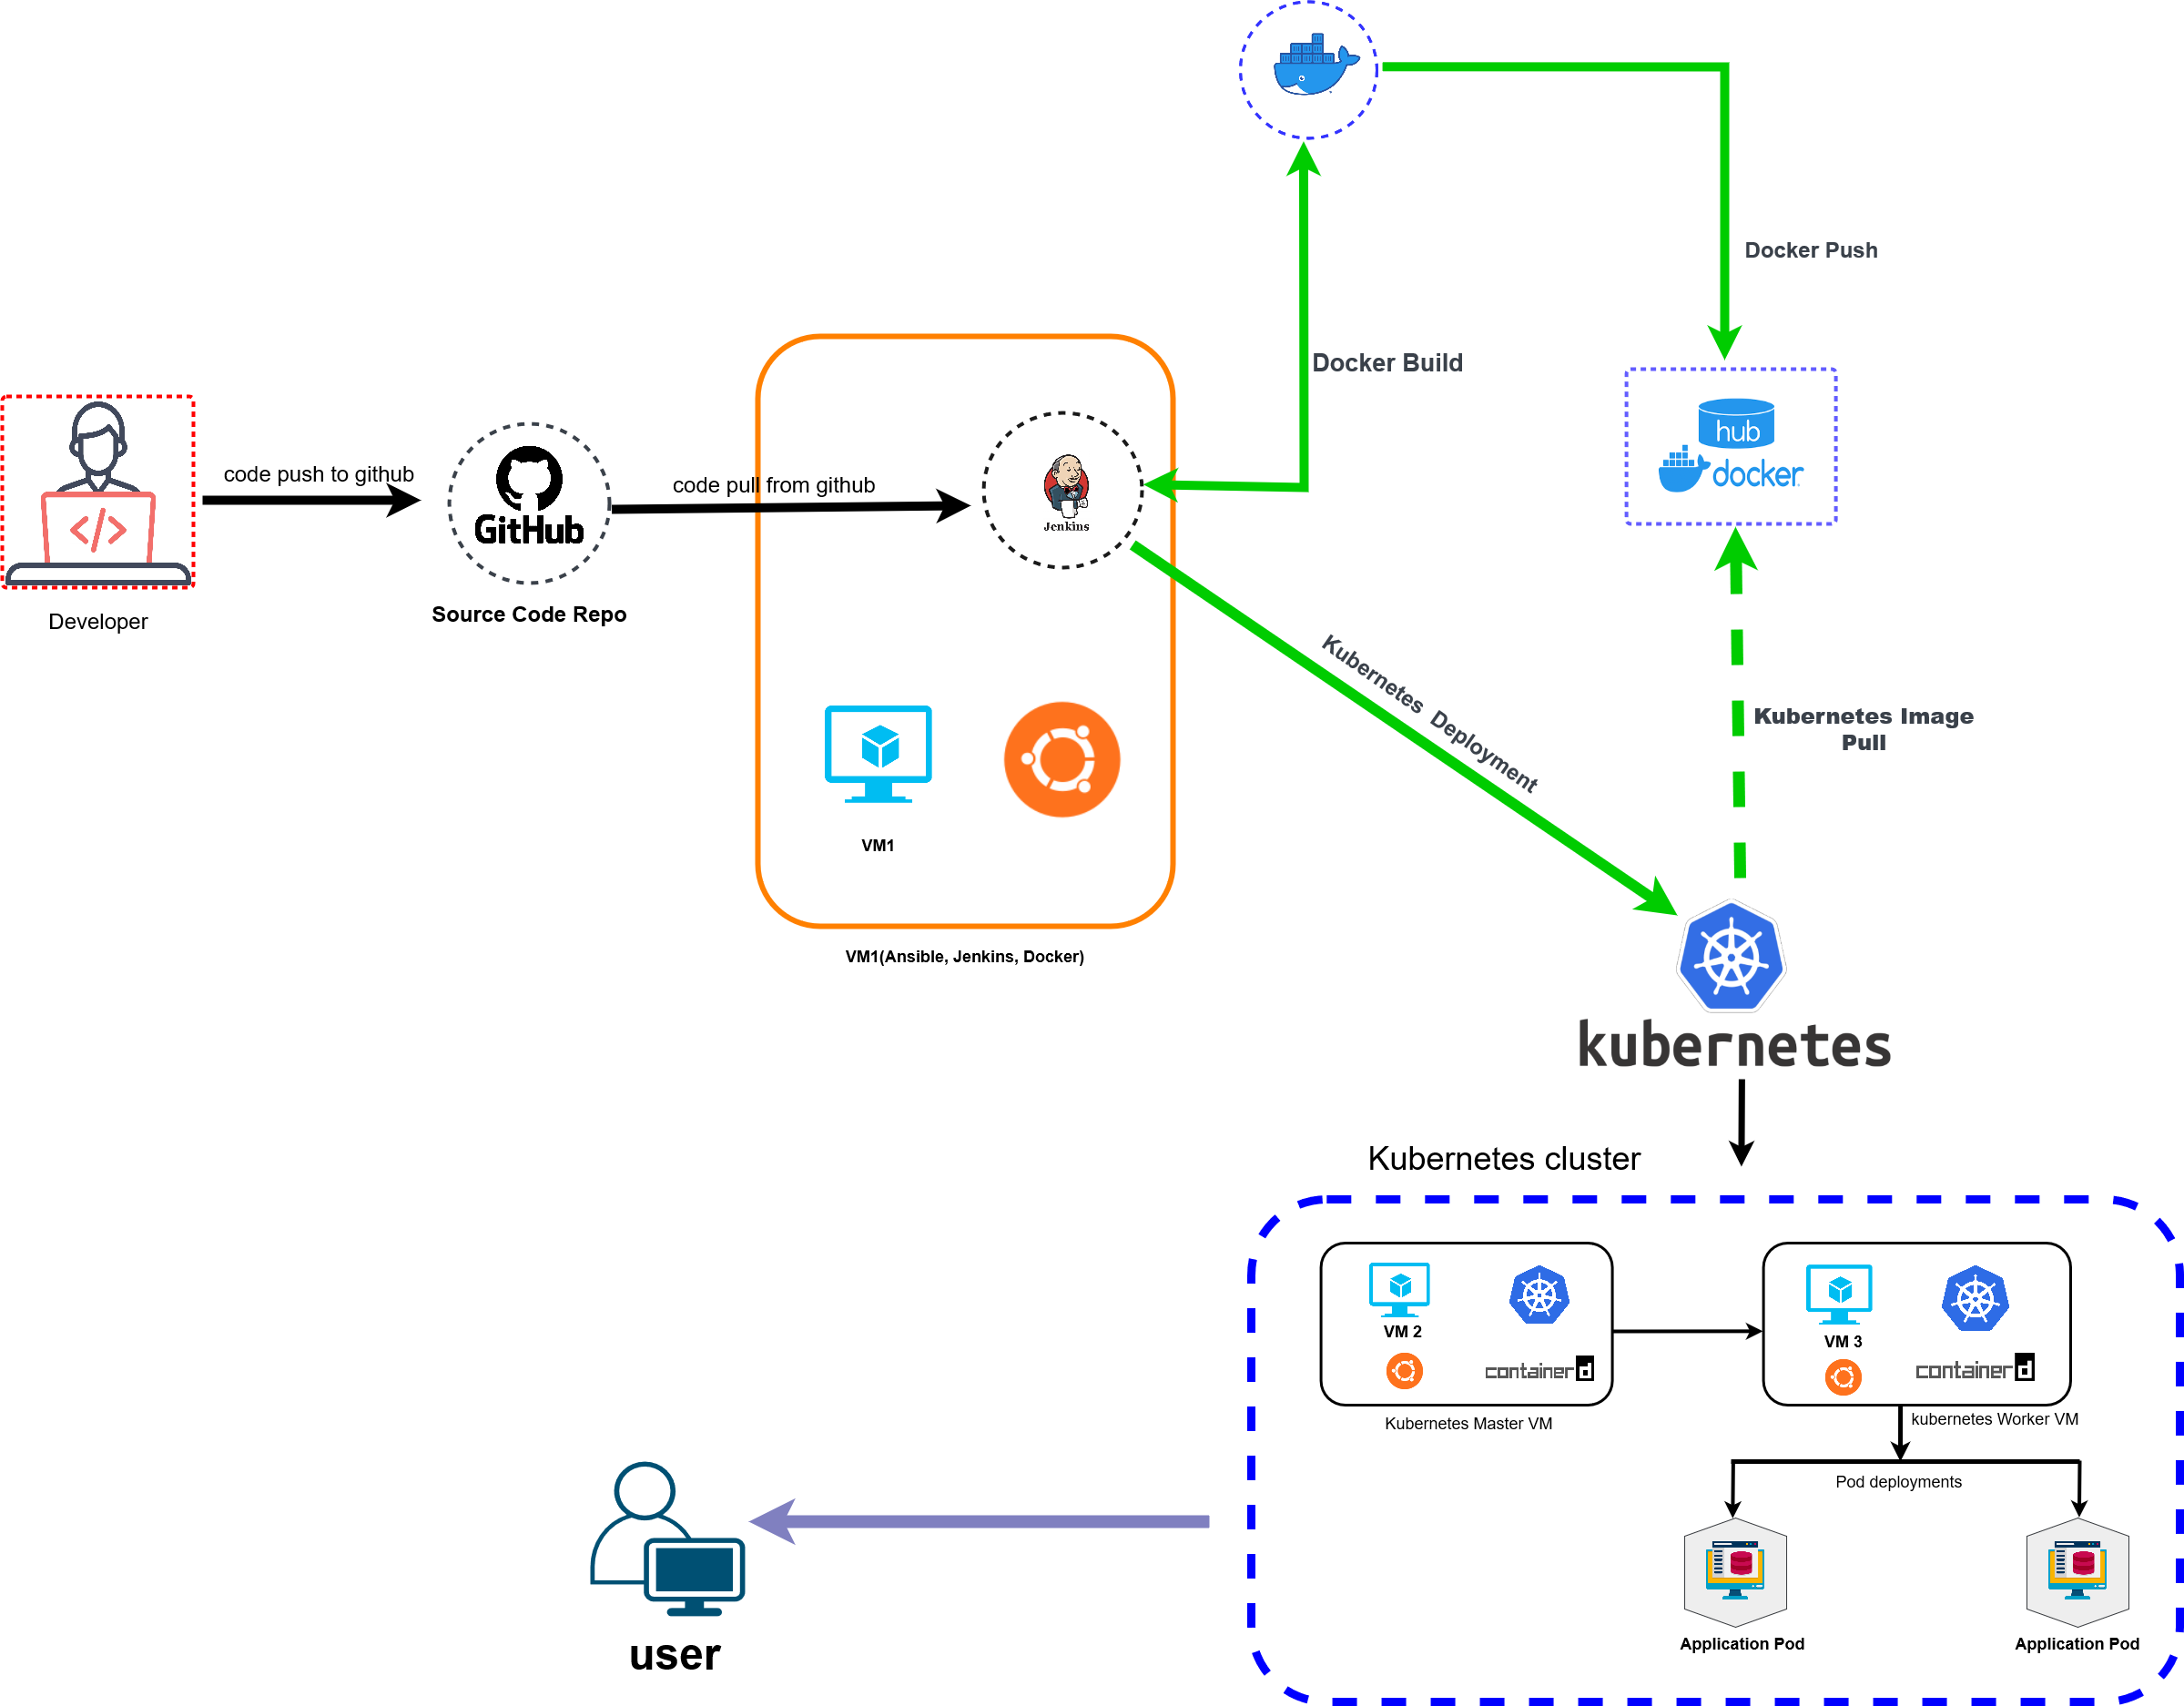 Docker Push
Docker Build
hub
docker
code push to github
code pull from github
GitHub
Jenkins
Developer
Source Code Repo
Kubernetes Deployment
Kubernetes Image
Pull
VM1
VM1(Ansible, Jenkins, Docker)
kubernetes
Kubernetes cluster
VM 2
containerd
Kubernetes Master VM
VM 3
containerd
kubernetes Worker VM
Pod deployments
Application Pod
Application Pod
user